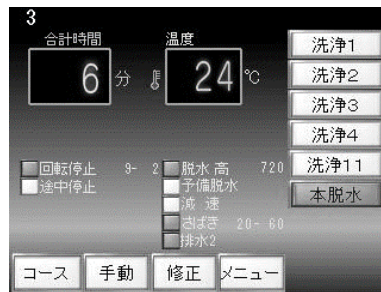 3
合計時間 温度
6 分 24 ℃
洗浄1
洗浄2
洗浄3
洗浄4
洗浄11
本脱水
回転停止 9- 2 脱水 高 720
途中停止 予備脱水
減 速
さばき 20- 60
排水2
コース 手動 修正 メニュー